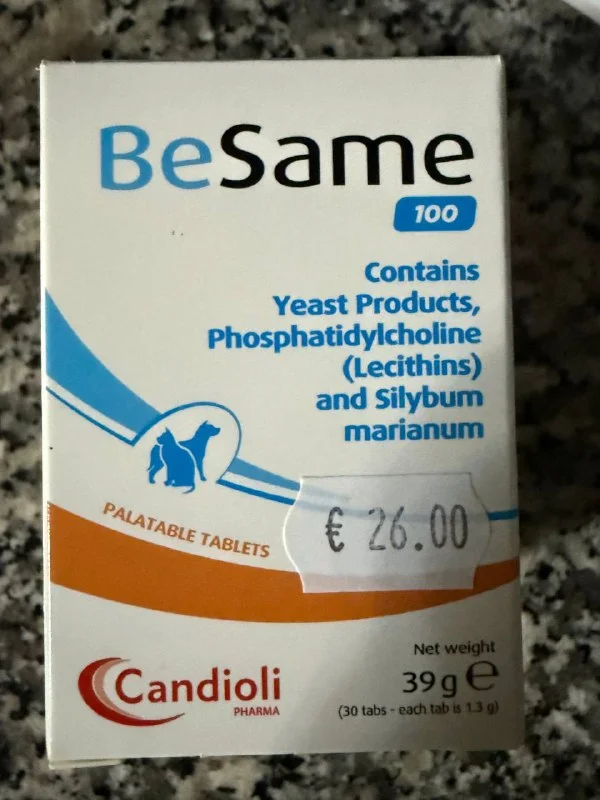 BeSame
100
Contains
Yeast Products,
Phosphatidylcholine
(Lecithins)
and Silybum
marianum
PALATABLE TABLETS
€ 26.00
Candioli
PHARMA
Net weight
39 g ℮
(30 tabs - each tab is 1.3 g)